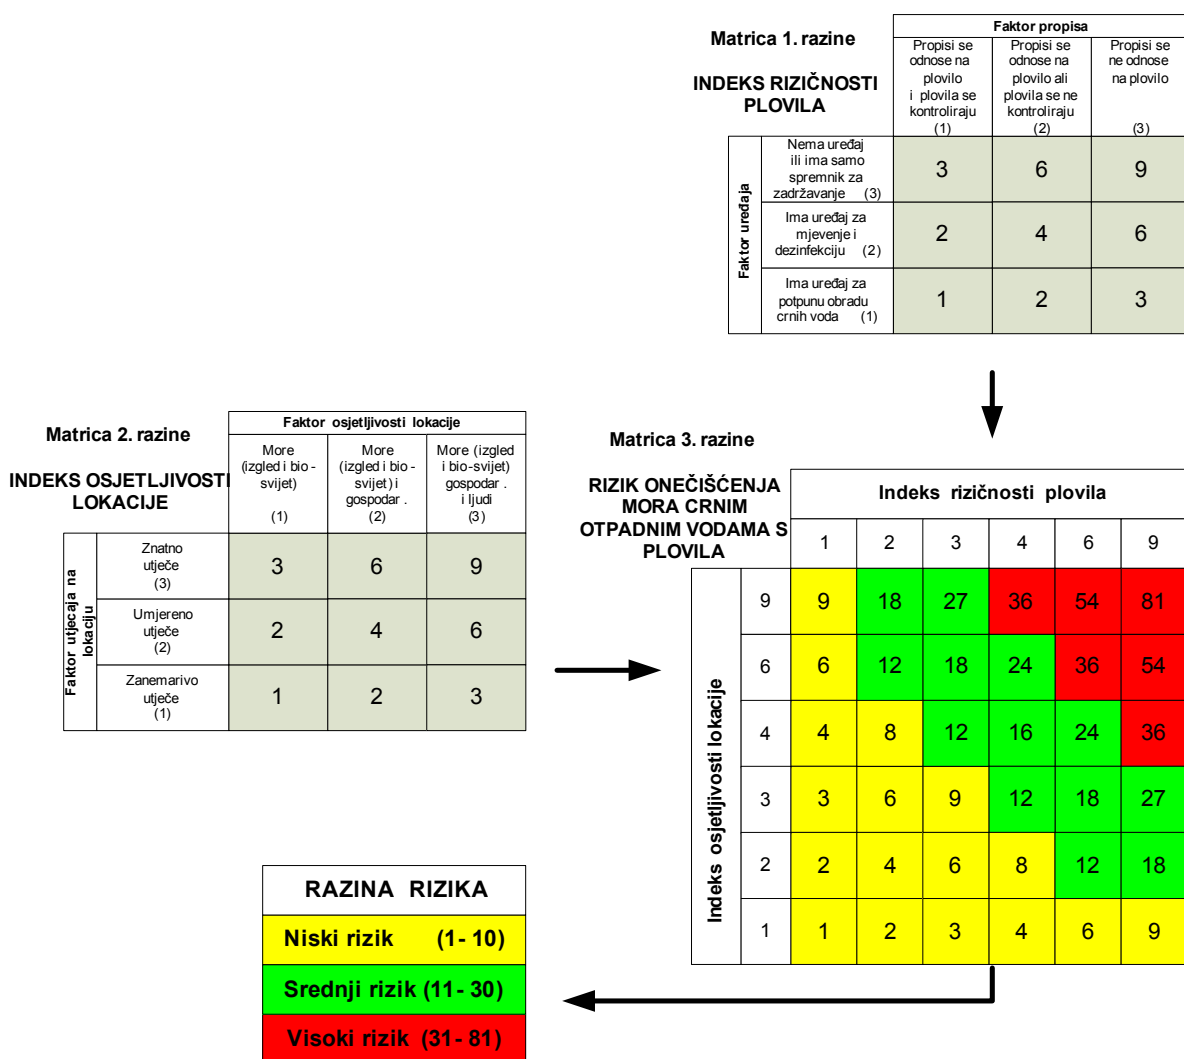 Matrica 1. razine
INDEKS RIZIČNOSTI
PLOVILA
Faktor propisa
Propisi se
odnose na
plovilo
i plovila se
kontroliraju
(1)
Propisi se
odnose na
plovilo ali
plovila se ne
kontroliraju
(2)
Propisi se
ne odnose
na plovilo
(3)
Faktor uređaja
Nema uređaj
ili ima samo
spremnik za
zadržavanje (3)
3 6 9
Ima uređaj za
mjevenje i
dezinfekciju (2)
2 4 6
Ima uređaj za
potpunu obradu
crnih voda (1)
1 2 3
Matrica 2. razine
INDEKS OSJETLJIVOSTI
LOKACIJE
Faktor osjetljivosti lokacije
More
(izgled i bio -
svijet)
(1)
More
(izgled i bio -
svijet) i
gospodar .
(2)
More (izgled
i bio-svijet)
gospodar .
i ljudi
(3)
Faktor utjecaja na
lokaciju
Znatno
utječe
(3)
3 6 9
Umjereno
utječe
(2)
2 4 6
Zanemarivo
utječe
(1)
1 2 3
Matrica 3. razine
RIZIK ONEČIŠĆENJA
MORA CRNIM
OTPADNIM VODAMA S
PLOVILA
Indeks rizičnosti plovila
1 2 3 4 6 9
Indeks osjetljivosti lokacije
9 9 18 27 36 54 81
6 6 12 18 24 36 54
4 4 8 12 16 24 36
3 3 6 9 12 18 27
2 2 4 6 8 12 18
1 1 2 3 4 6 9
RAZINA RIZIKA
Niski rizik (1- 10)
Srednji rizik (11- 30)
Visoki rizik (31- 81)